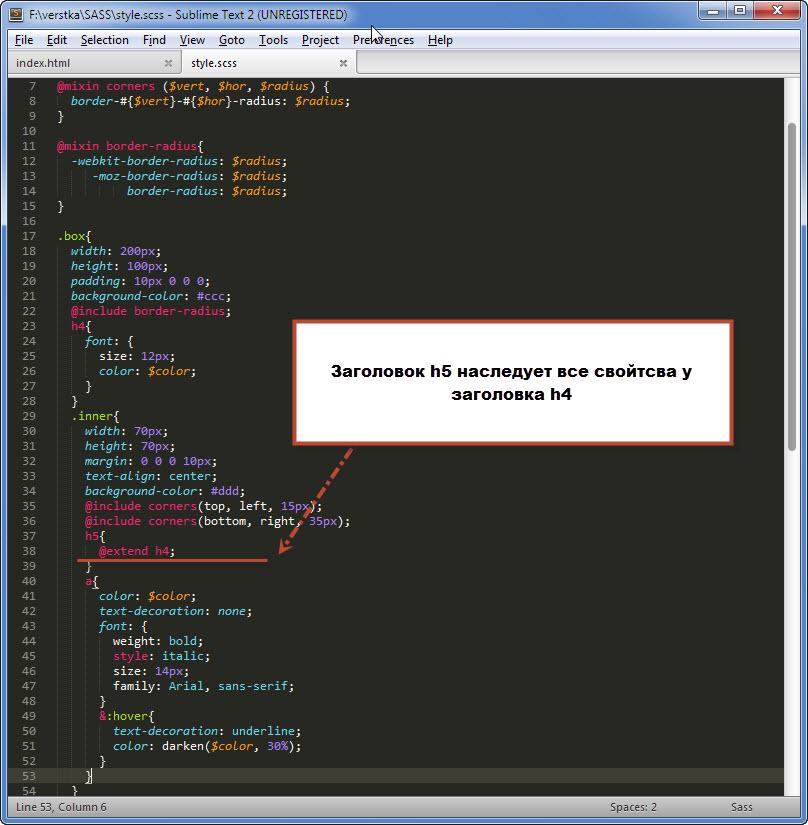 F:\verstka\SASS\style.scss - Sublime Text 2 (UNREGISTERED)
File Edit Selection Find View Goto Tools Project Preferences Help
index.html style.scss
7 @mixin corners ($vert, $hor, $radius) {
8 border-#{$vert}-#{$hor}-radius: $radius;
9 }
10
11 @mixin border-radius{
12 -webkit-border-radius: $radius;
13 -moz-border-radius: $radius;
14 border-radius: $radius;
15 }
16
17 .box{
18 width: 200px;
19 height: 100px;
20 padding: 10px 0 0 0;
21 background-color: #ccc;
22 @include border-radius;
23 h4{
24 font: {
25 size: 12px;
26 color: $color;
27 }
28 }
29 .inner{
30 width: 70px;
31 height: 70px;
32 margin: 0 0 0 10px;
33 text-align: center;
34 background-color: #ddd;
35 @include corners(top, left, 15px);
36 @include corners(bottom, right, 35px);
37 h5{
38 @extend h4;
39 }
40 a{
41 color: $color;
42 text-decoration: none;
43 font: {
44 weight: bold;
45 style: italic;
46 size: 14px;
47 family: Arial, sans-serif;
48 }
49 &:hover{
50 text-decoration: underline;
51 color: darken($color, 30%);
52 }
53 }
54 }
Заголовок h5 наследует все свойтсва у
заголовка h4
Line 53, Column 6 Spaces: 2 Sass